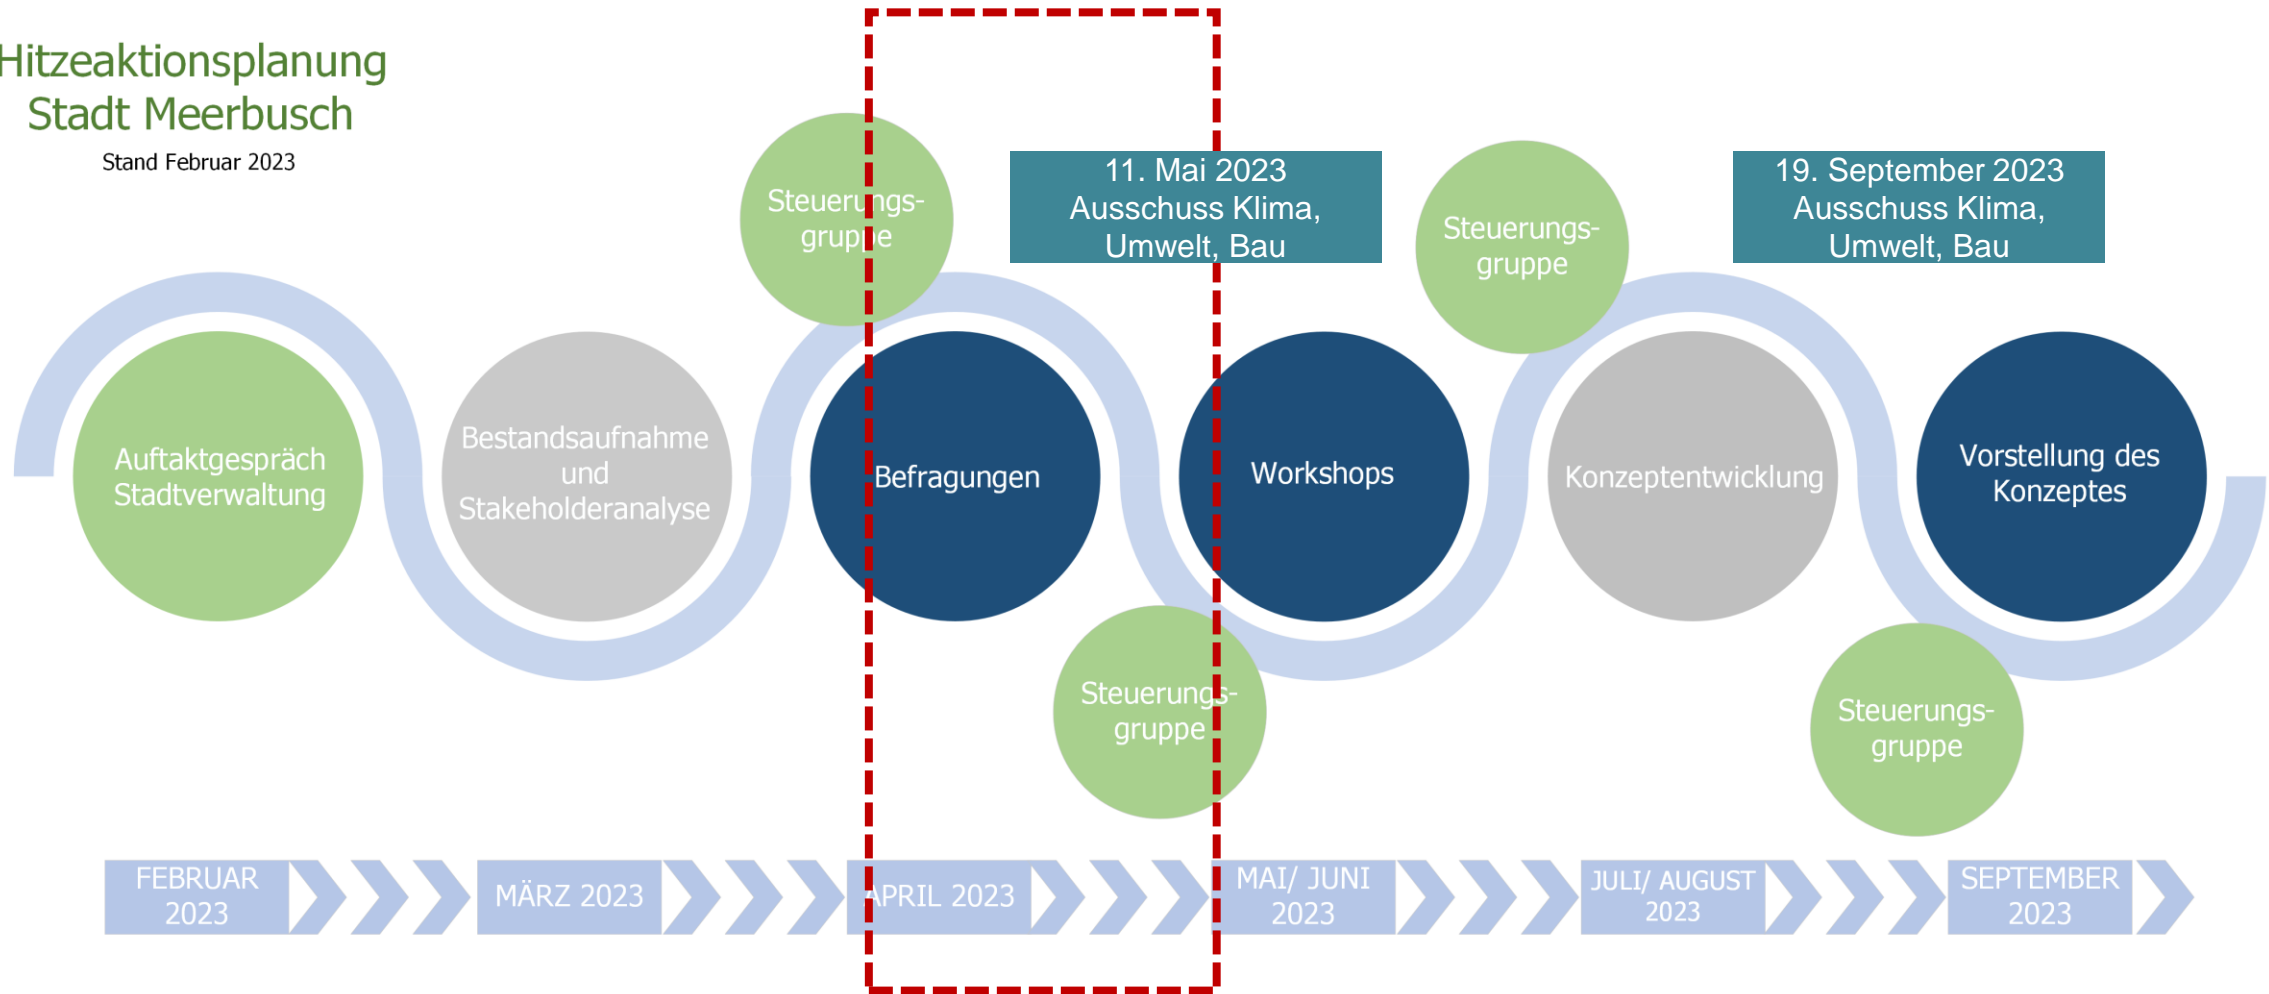 Hitzeaktionsplanung
Stadt Meerbusch
Stand Februar 2023
Steuerungs-
gruppe
11. Mai 2023
Ausschuss Klima,
Umwelt, Bau
Steuerungs-
gruppe
19. September 2023
Ausschuss Klima,
Umwelt, Bau
Auftaktgespräch
Stadtverwaltung
Bestandsaufnahme
und
Stakeholderanalyse
Befragungen
Workshops
Konzeptentwicklung
Vorstellung des
Konzeptes
Steuerungs-
gruppe
Steuerungs-
gruppe
FEBRUAR
2023
MÄRZ 2023
APRIL 2023
MAI/ JUNI
2023
JULI/ AUGUST
2023
SEPTEMBER
2023